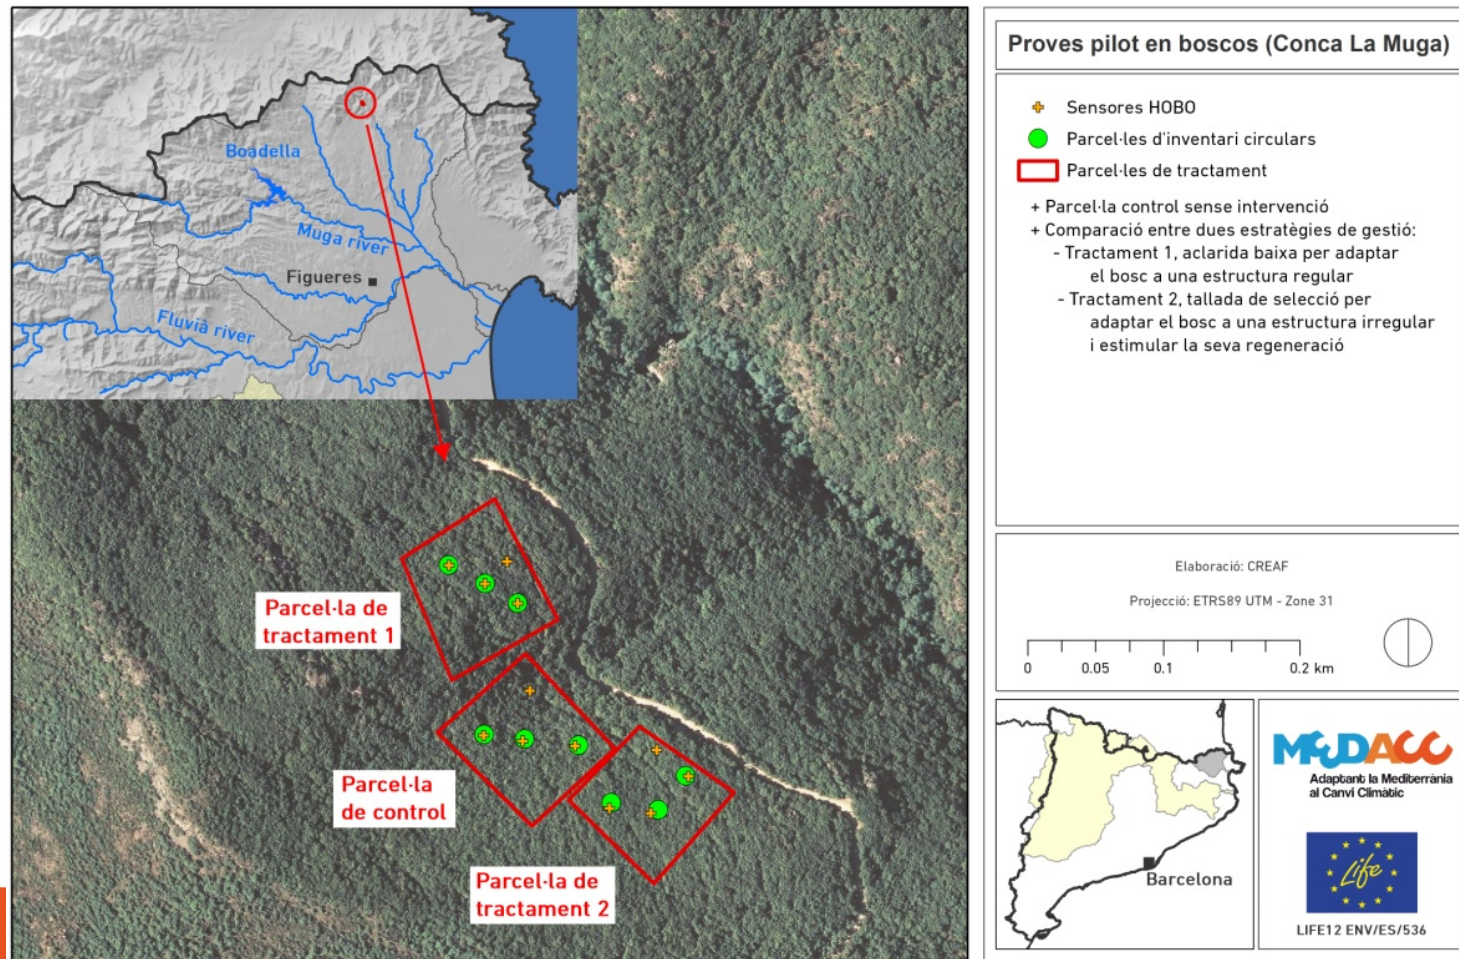 Boadella
Muga river
Figueres
Fluvià river
Parcel·la de
tractament 1
Parcel·la
de control
Parcel·la de
tractament 2
Proves pilot en boscos (Conca La Muga)
Sensores HOBO
Parcel·les d'inventari circulars
Parcel·les de tractament
+ Parcel·la control sense intervenció
+ Comparació entre dues estratègies de gestió:
- Tractament 1, aclarida baixa per adaptar
el bosc a una estructura regular
- Tractament 2, tallada de selecció per
adaptar el bosc a una estructura irregular
i estimular la seva regeneració
Elaboració: CREAF
Projecció: ETRS89 UTM - Zone 31
0 0.05 0.1 0.2 km
Barcelona
MEDACC
Adaptant la Mediterrània
al Canvi Climàtic
Life
LIFE12 ENV/ES/536